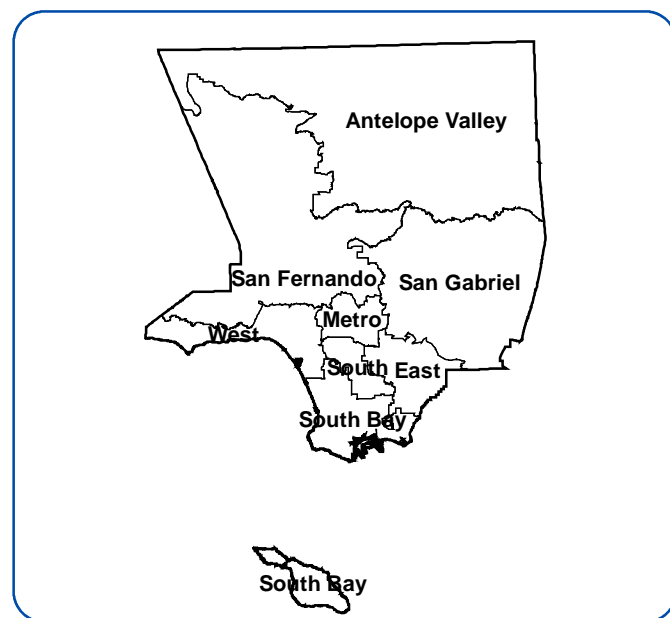 Antelope Valley
San Fernando
San Gabriel
Metro
West
South
East
South Bay
South Bay